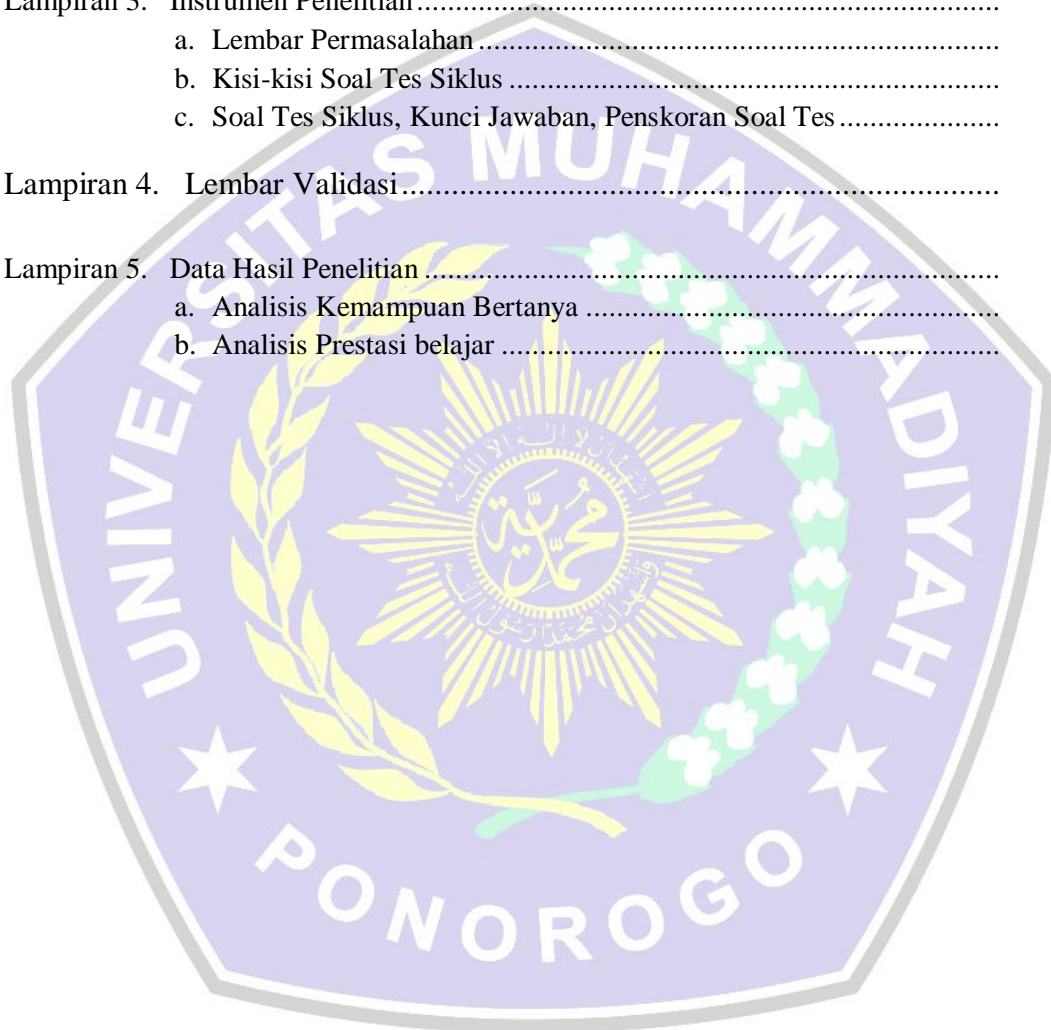 Lampiran 3. Instrumen Penelitian..........................................................................
a. Lembar Permasalahan..................................................................
b. Kisi-kisi Soal Tes Siklus..............................................................
c. Soal Tes Siklus, Kunci Jawaban, Penskoran Soal Tes.....................
Lampiran 4. Lembar Validasi.....................................................................
Lampiran 5. Data Hasil Penelitian.........................................................................
a. Analisis Kemampuan Bertanya.....................................................
b. Analisis Prestasi belajar...............................................................
UNIVERSITAS MUHAMMADIYAH
PONOROGO
محمدية